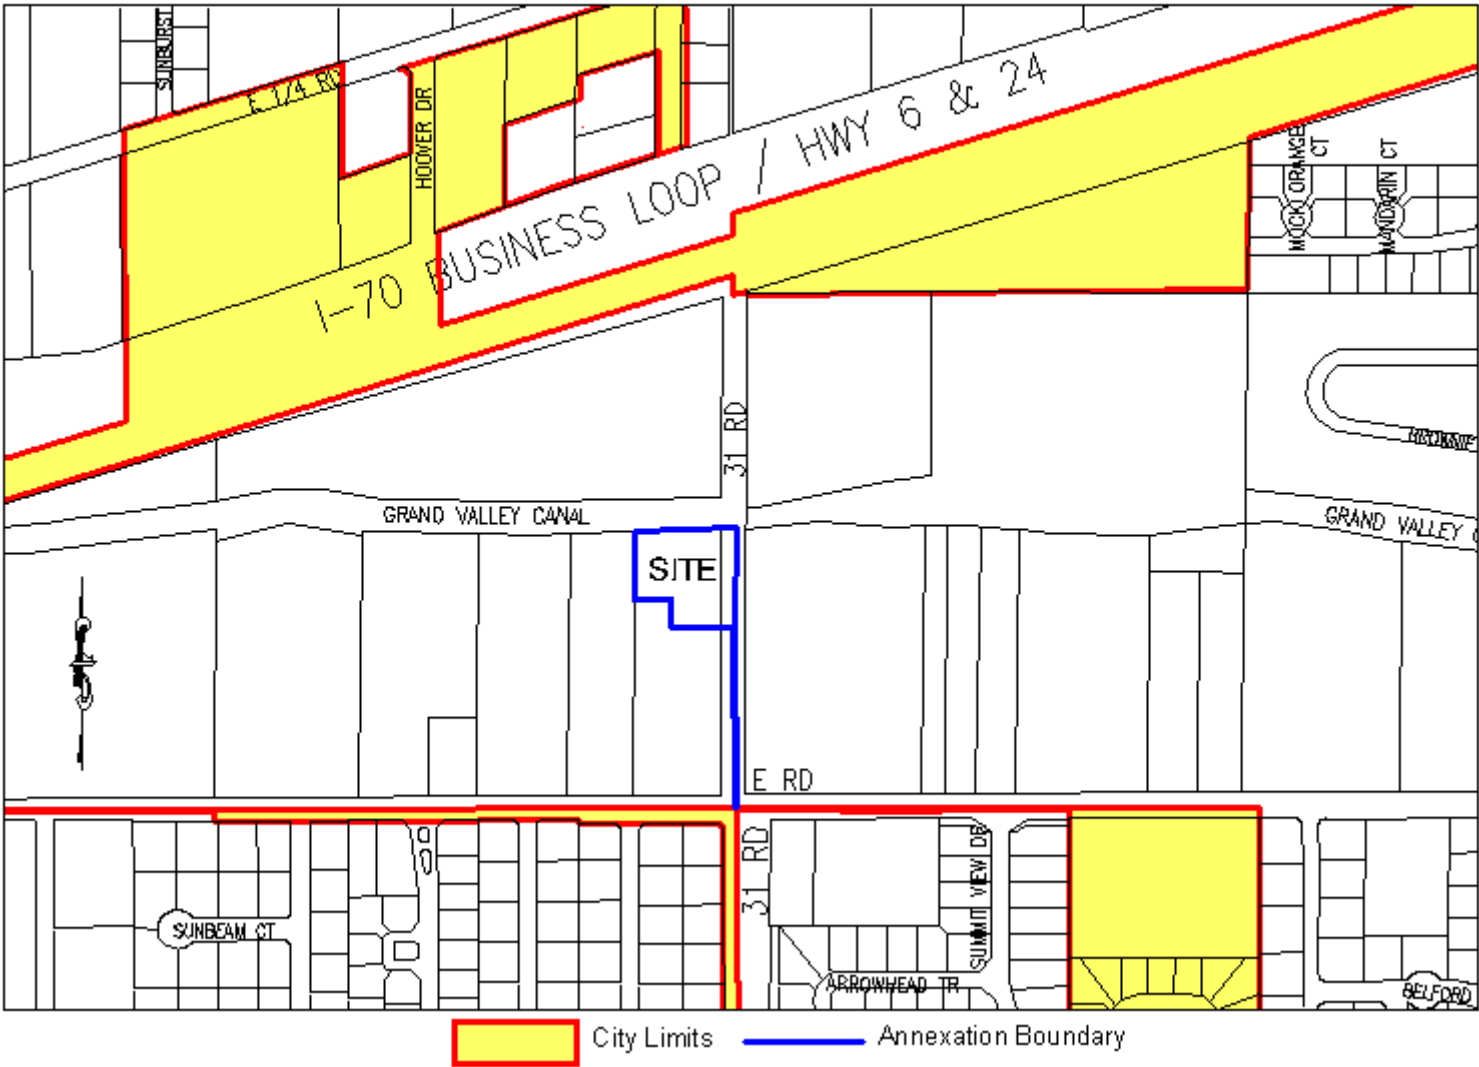 SUNBURST
E 1/4 RD
HOOVER DR
I-70 BUSINESS LOOP / HWY 6 & 24
MOCK ORANGE
CT
MANDARIN CT
31 RD
GRAND VALLEY CANAL
GRAND VALLEY
SITE
E RD
31 RD
SUMMIT VIEW DR
SUNBEAM CT
ARROWHEAD TR
BELFORD
City Limits
Annexation Boundary